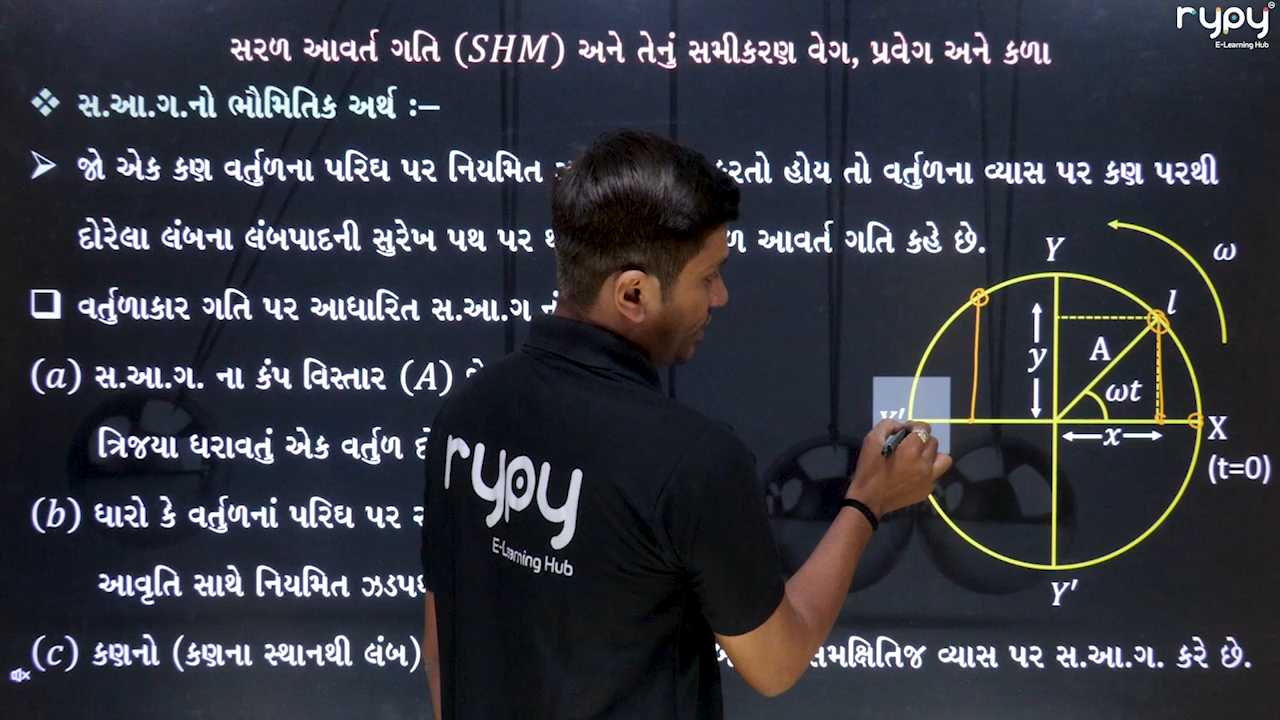 rypy
E-Learning Hub
સરળ આવર્ત ગતિ (SHM) અને તેનું સમીકરણ વેગ, પ્રવેગ અને કળા
❖ સ.આ.ગ.નો ભૌમિતિક અર્થ :–
➢ જો એક કણ વર્તુળના પરિઘ પર નિયમિત હોય તો વર્તુળના વ્યાસ પર કણ પરથી
દોરેલા લંબના લંબપાદની સુરેખ પથ પર આવર્ત ગતિ કહે છે.
❑ વર્તુળાકાર ગતિ પર આધારિત સ.આ.ગ
(a) સ.આ.ગ. ના કંપ વિસ્તાર (A)
ત્રિજયા ધરાવતું એક વર્તુળ
(b) ધારો કે વર્તુળનાં પરિઘ પર
આવૃતિ સાથે નિયમિત
(c) કણનો (કણના સ્થાનથી લંબ) સમક્ષિતિજ વ્યાસ પર સ.આ.ગ. કરે છે.
Y
ω
l
A
y
ωt
X′
x
X
(t=0)
Y′
rypy
E-Learning Hub